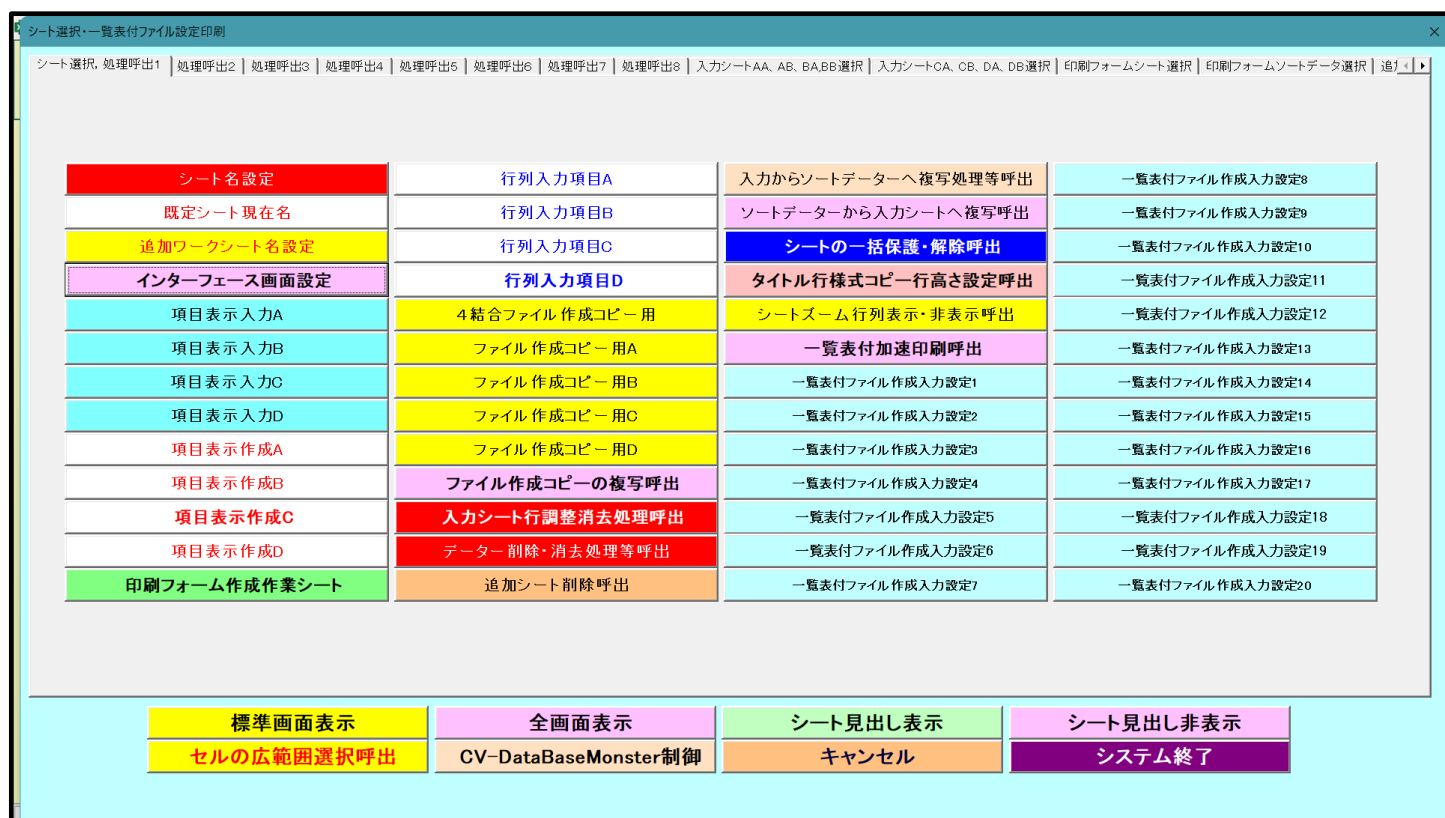 シート選択・一覧表付ファイル設定印刷
シート選択, 処理呼出1 処理呼出2 処理呼出3 処理呼出4 処理呼出5 処理呼出6 処理呼出7 処理呼出8 入力シートAA、AB、BA,BB選択 入力シートCA、CB、DA、DB選択 印刷フォームシート選択 印刷フォームソートデータ選択
シート名設定 行列入力項目A 入力からソートデーターへ複写処理等呼出 一覧表付ファイル作成入力設定8
既定シート現在名 行列入力項目B ソートデーターから入力シートへ複写呼出 一覧表付ファイル作成入力設定9
追加ワークシート名設定 行列入力項目C シートの一括保護・解除呼出 一覧表付ファイル作成入力設定10
インターフェース画面設定 行列入力項目D タイトル行様式コピー行高さ設定呼出 一覧表付ファイル作成入力設定11
項目表示入力A 4結合ファイル作成コピー用 シートズーム行列表示・非表示呼出 一覧表付ファイル作成入力設定12
項目表示入力B ファイル作成コピー用A 一覧表付加速印刷呼出 一覧表付ファイル作成入力設定13
項目表示入力C ファイル作成コピー用B 一覧表付ファイル作成入力設定1 一覧表付ファイル作成入力設定14
項目表示入力D ファイル作成コピー用C 一覧表付ファイル作成入力設定2 一覧表付ファイル作成入力設定15
項目表示作成A ファイル作成コピー用D 一覧表付ファイル作成入力設定3 一覧表付ファイル作成入力設定16
項目表示作成B ファイル作成コピーの複写呼出 一覧表付ファイル作成入力設定4 一覧表付ファイル作成入力設定17
項目表示作成C 入力シート行調整消去処理呼出 一覧表付ファイル作成入力設定5 一覧表付ファイル作成入力設定18
項目表示作成D データー削除・消去処理等呼出 一覧表付ファイル作成入力設定6 一覧表付ファイル作成入力設定19
印刷フォーム作成作業シート 追加シート削除呼出 一覧表付ファイル作成入力設定7 一覧表付ファイル作成入力設定20
標準画面表示 全画面表示 シート見出し表示 シート見出し非表示
セルの広範囲選択呼出 CV-DataBaseMonster制御 キャンセル システム終了